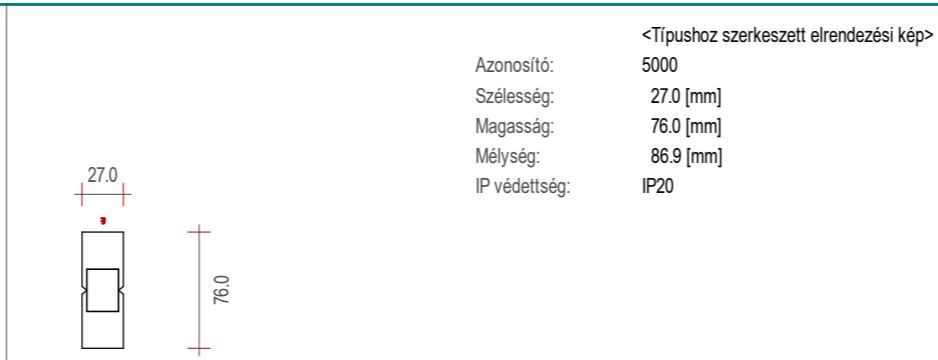 <Típushoz szerkeszett elrendezési kép>
Azonosító: 5000
Szélesség: 27.0 [mm]
Magasság: 76.0 [mm]
Mélység: 86.9 [mm]
IP védettség: IP20
27.0
76.0